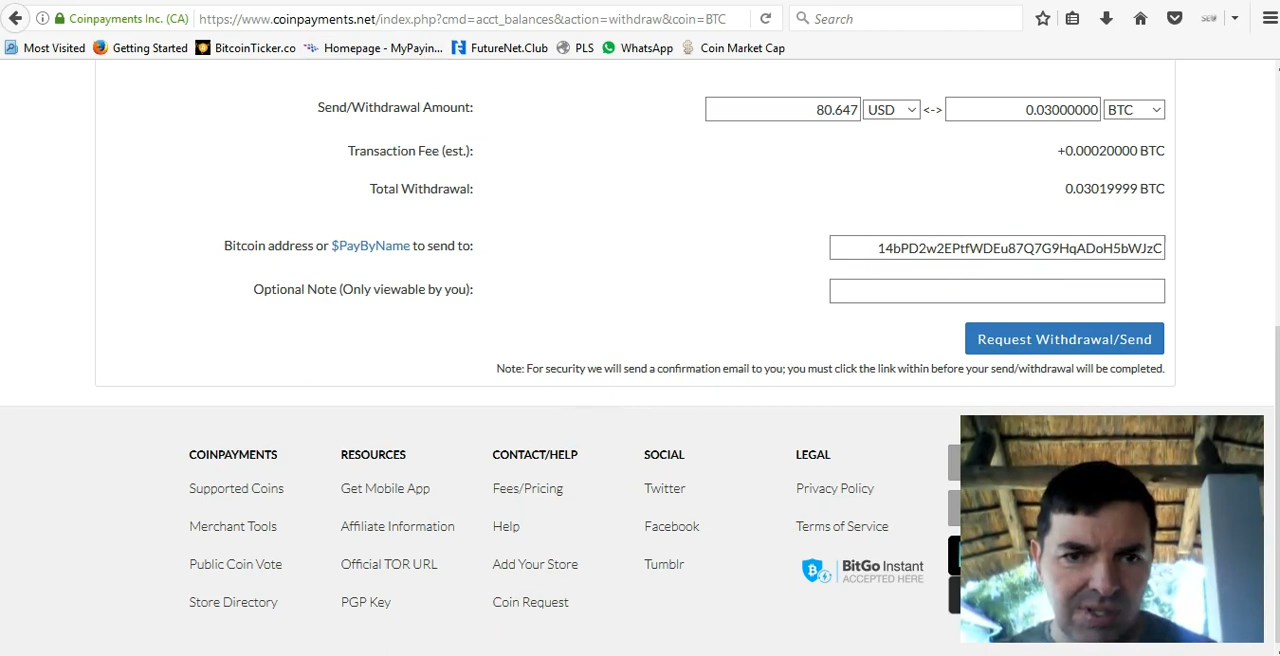 Coinpayments Inc. (CA) https://www.coinpayments.net/index.php?cmd=acct_balances&action=withdraw&coin=BTC Search
Most Visited Getting Started BitcoinTicker.co Homepage - MyPayin... FutureNet.Club PLS WhatsApp Coin Market Cap
Send/Withdrawal Amount: 80.647 USD <-> 0.03000000 BTC
Transaction Fee (est.): +0.00020000 BTC
Total Withdrawal: 0.03019999 BTC
Bitcoin address or $PayByName to send to: 14bPD2w2EPtfWDEu87Q7G9HqADoH5bWJzC
Optional Note (Only viewable by you):
Request Withdrawal/Send
Note: For security we will send a confirmation email to you; you must click the link within before your send/withdrawal will be completed.
COINPAYMENTS RESOURCES CONTACT/HELP SOCIAL LEGAL
Supported Coins Get Mobile App Fees/Pricing Twitter Privacy Policy
Merchant Tools Affiliate Information Help Facebook Terms of Service
Public Coin Vote Official TOR URL Add Your Store Tumblr BitGo Instant
ACCEPTED HERE
Store Directory PGP Key Coin Request